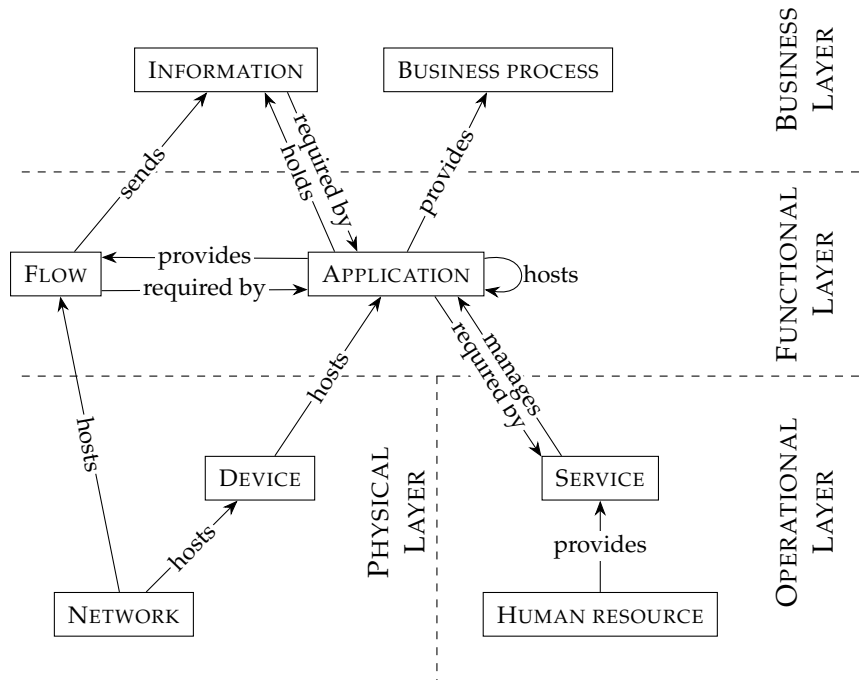 INFORMATION
BUSINESS PROCESS
BUSINESS
LAYER
sends
holds
required by
provides
FLOW
provides
required by
APPLICATION
hosts
FUNCTIONAL
LAYER
hosts
hosts
required by
manages
DEVICE
PHYSICAL
LAYER
SERVICE
OPERATIONAL
LAYER
hosts
provides
NETWORK
HUMAN RESOURCE